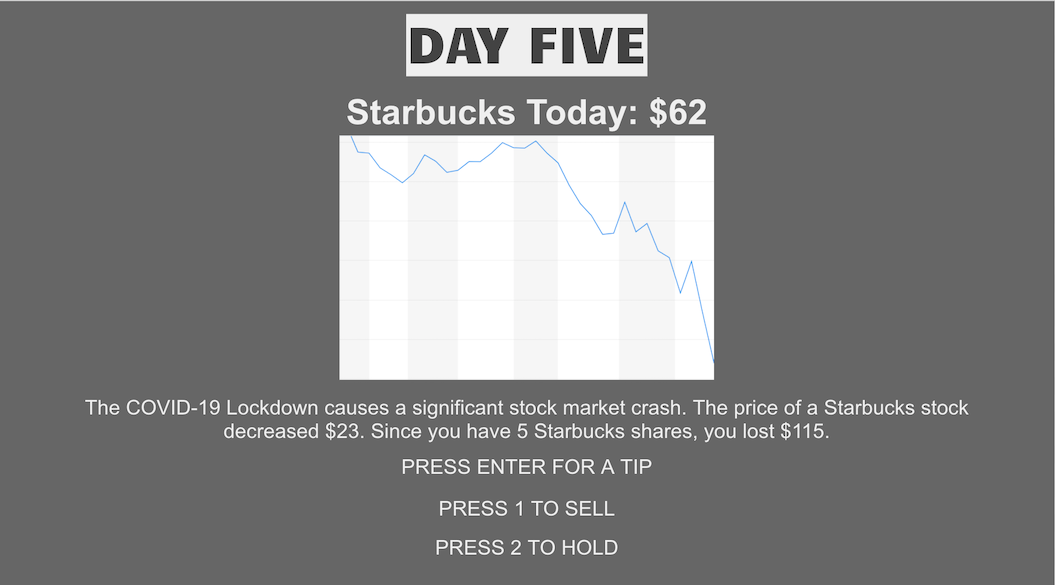 DAY FIVE
Starbucks Today: $62
The COVID-19 Lockdown causes a significant stock market crash. The price of a Starbucks stock
decreased $23. Since you have 5 Starbucks shares, you lost $115.
PRESS ENTER FOR A TIP
PRESS 1 TO SELL
PRESS 2 TO HOLD